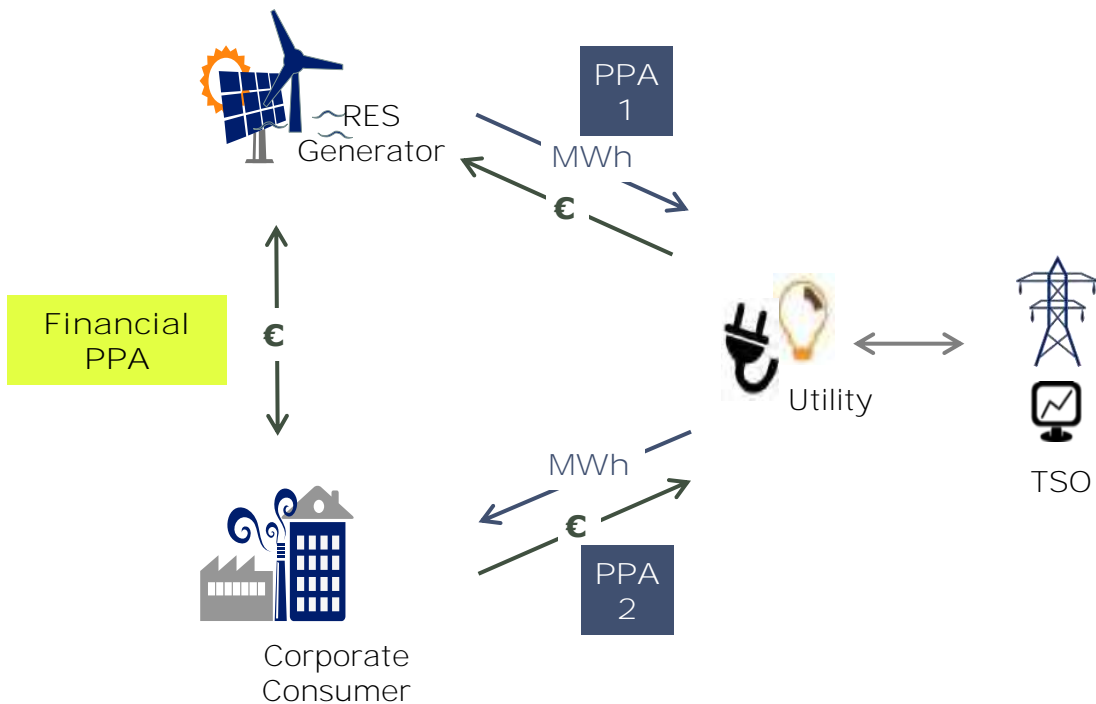 PPA
1
RES
Generator
MWh
€
Financial
PPA
€
Utility
MWh
TSO
€
PPA
2
Corporate
Consumer